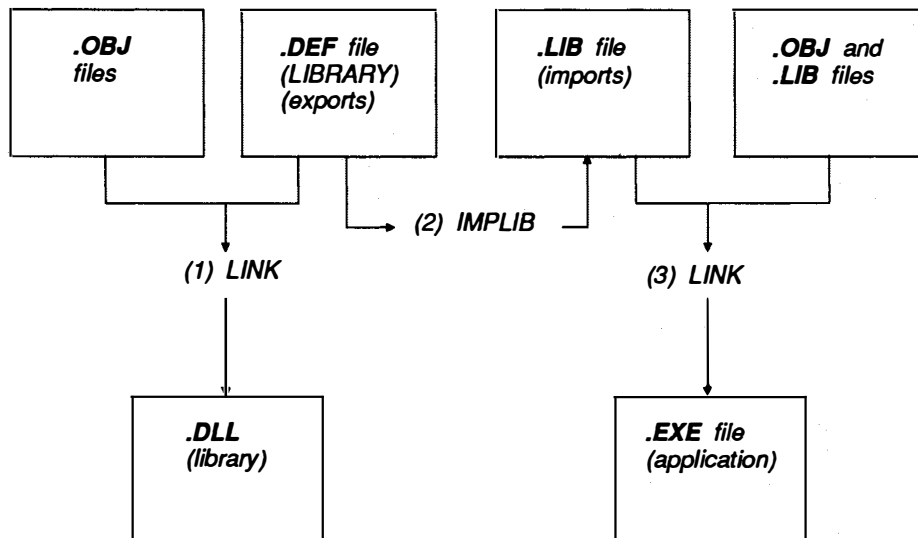 .OBJ
files
.DEF file
(LIBRARY)
(exports)
.LIB file
(imports)
.OBJ and
.LIB files
(2) IMPLIB
(1) LINK
(3) LINK
.DLL
(library)
.EXE file
(application)